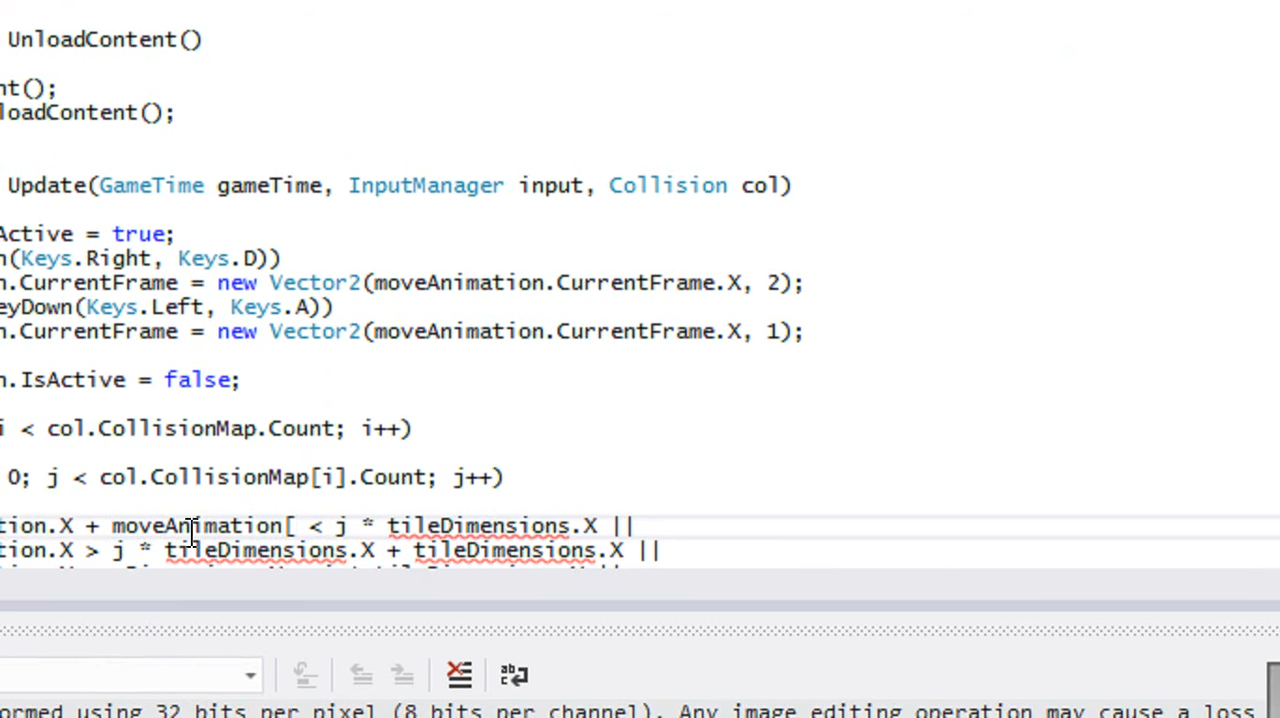 UnloadContent()
nt();
loadContent();
Update(GameTime gameTime, InputManager input, Collision col)
Active = true;
n(Keys.Right, Keys.D))
n.CurrentFrame = new Vector2(moveAnimation.CurrentFrame.X, 2);
eyDown(Keys.Left, Keys.A))
n.CurrentFrame = new Vector2(moveAnimation.CurrentFrame.X, 1);
n.IsActive = false;
i < col.CollisionMap.Count; i++)
0; j < col.CollisionMap[i].Count; j++)
tion.X + moveAnimation[ < j * tileDimensions.X ||
tion.X > j * tileDimensions.X + tileDimensions.X ||
ormed using 32 bits per pixel (8 bits per channel). Any image editing operation may cause a loss